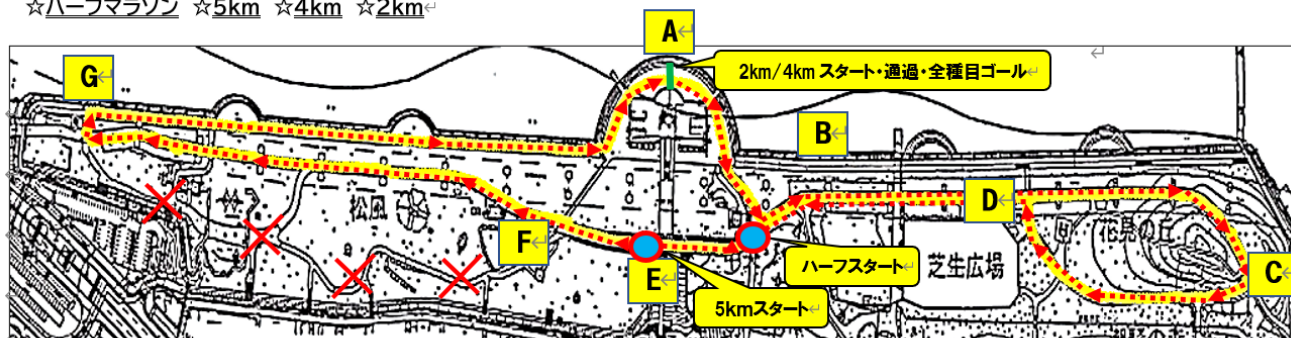 ☆ハーフマラソン ☆5km ☆4km ☆2km
A
2km/4km スタート・通過・全種目ゴール
G
B
松風
D
花見の丘
F
ハーフスタート
芝生広場
C
E
5kmスタート